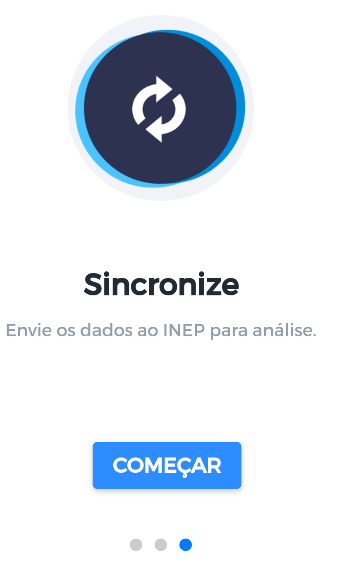 Sincronize
Envie os dados ao INEP para análise.
COMEÇAR